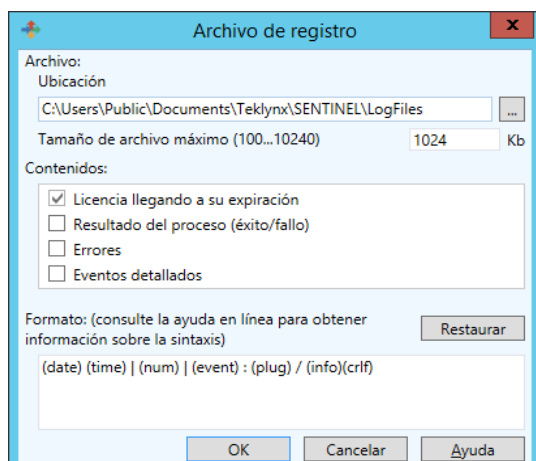 Archivo de registro
x
Archivo:
Ubicación
C:\Users\Public\Documents\Teklynx\SENTINEL\LogFiles
...
Tamaño de archivo máximo (100...10240)
1024
Kb
Contenidos:
Licencia llegando a su expiración
Resultado del proceso (éxito/fallo)
Errores
Eventos detallados
Formato: (consulte la ayuda en línea para obtener
información sobre la sintaxis)
Restaurar
(date) (time) | (num) | (event) : (plug) / (info)(crlf)
OK
Cancelar
Ayuda